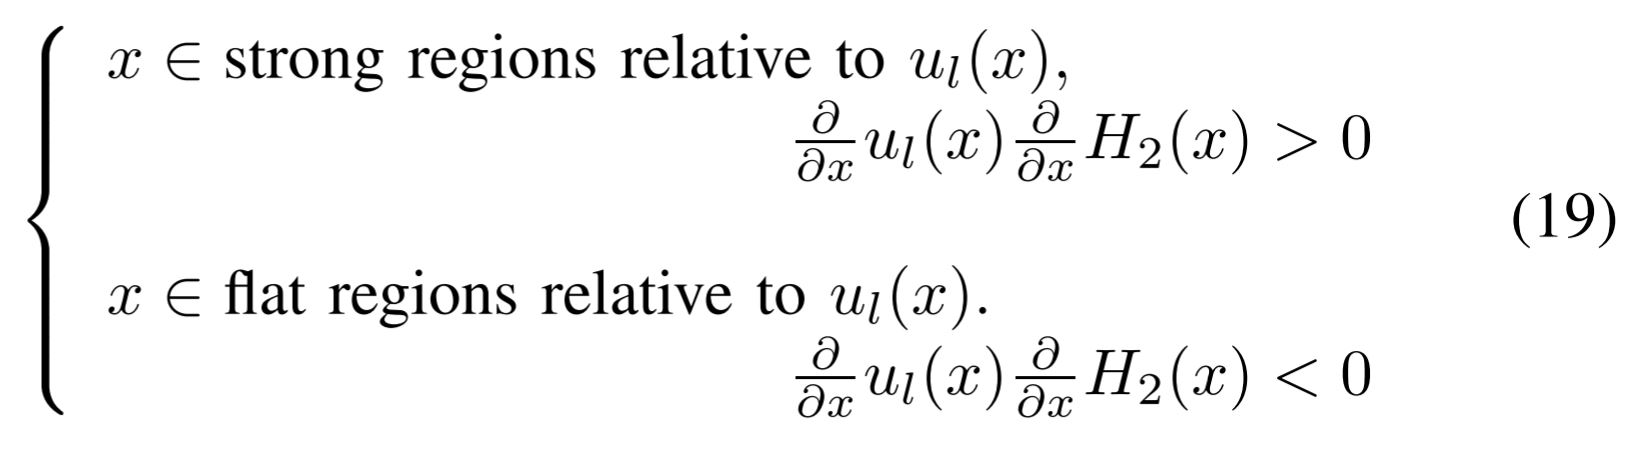 x ∈ strong regions relative to u_l(x),
∂/∂x u_l(x) ∂/∂x H_2(x) > 0
(19)
x ∈ flat regions relative to u_l(x).
∂/∂x u_l(x) ∂/∂x H_2(x) < 0